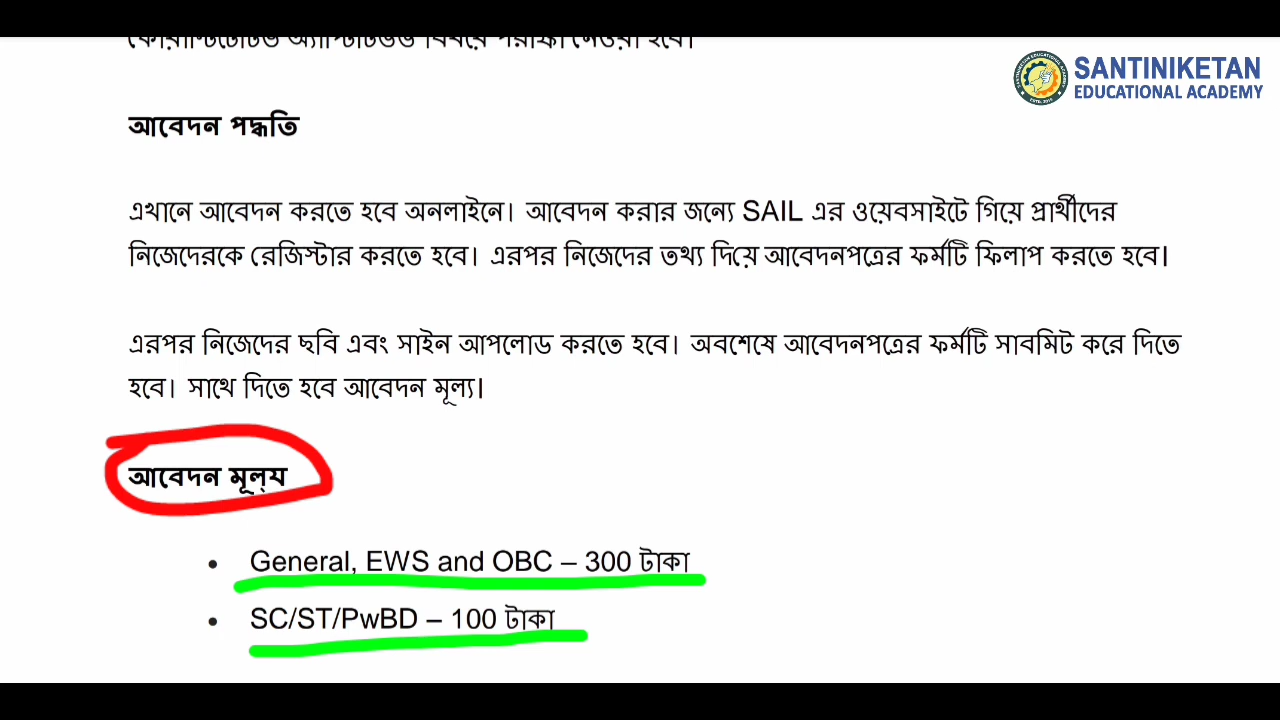 SANTINIKETAN
EDUCATIONAL ACADEMY
আবেদন পদ্ধতি
এখানে আবেদন করতে হবে অনলাইনে। আবেদন করার জন্যে SAIL এর ওয়েবসাইটে গিয়ে প্রার্থীদের
নিজেদেরকে রেজিস্টার করতে হবে। এরপর নিজেদের তথ্য দিয়ে আবেদনপত্রের ফর্মটি ফিলাপ করতে হবে।
এরপর নিজেদের ছবি এবং সাইন আপলোড করতে হবে। অবশেষে আবেদনপত্রের ফর্মটি সাবমিট করে দিতে
হবে। সাথে দিতে হবে আবেদন মূল্য।
আবেদন মূল্য
• General, EWS and OBC – 300 টাকা
• SC/ST/PwBD – 100 টাকা